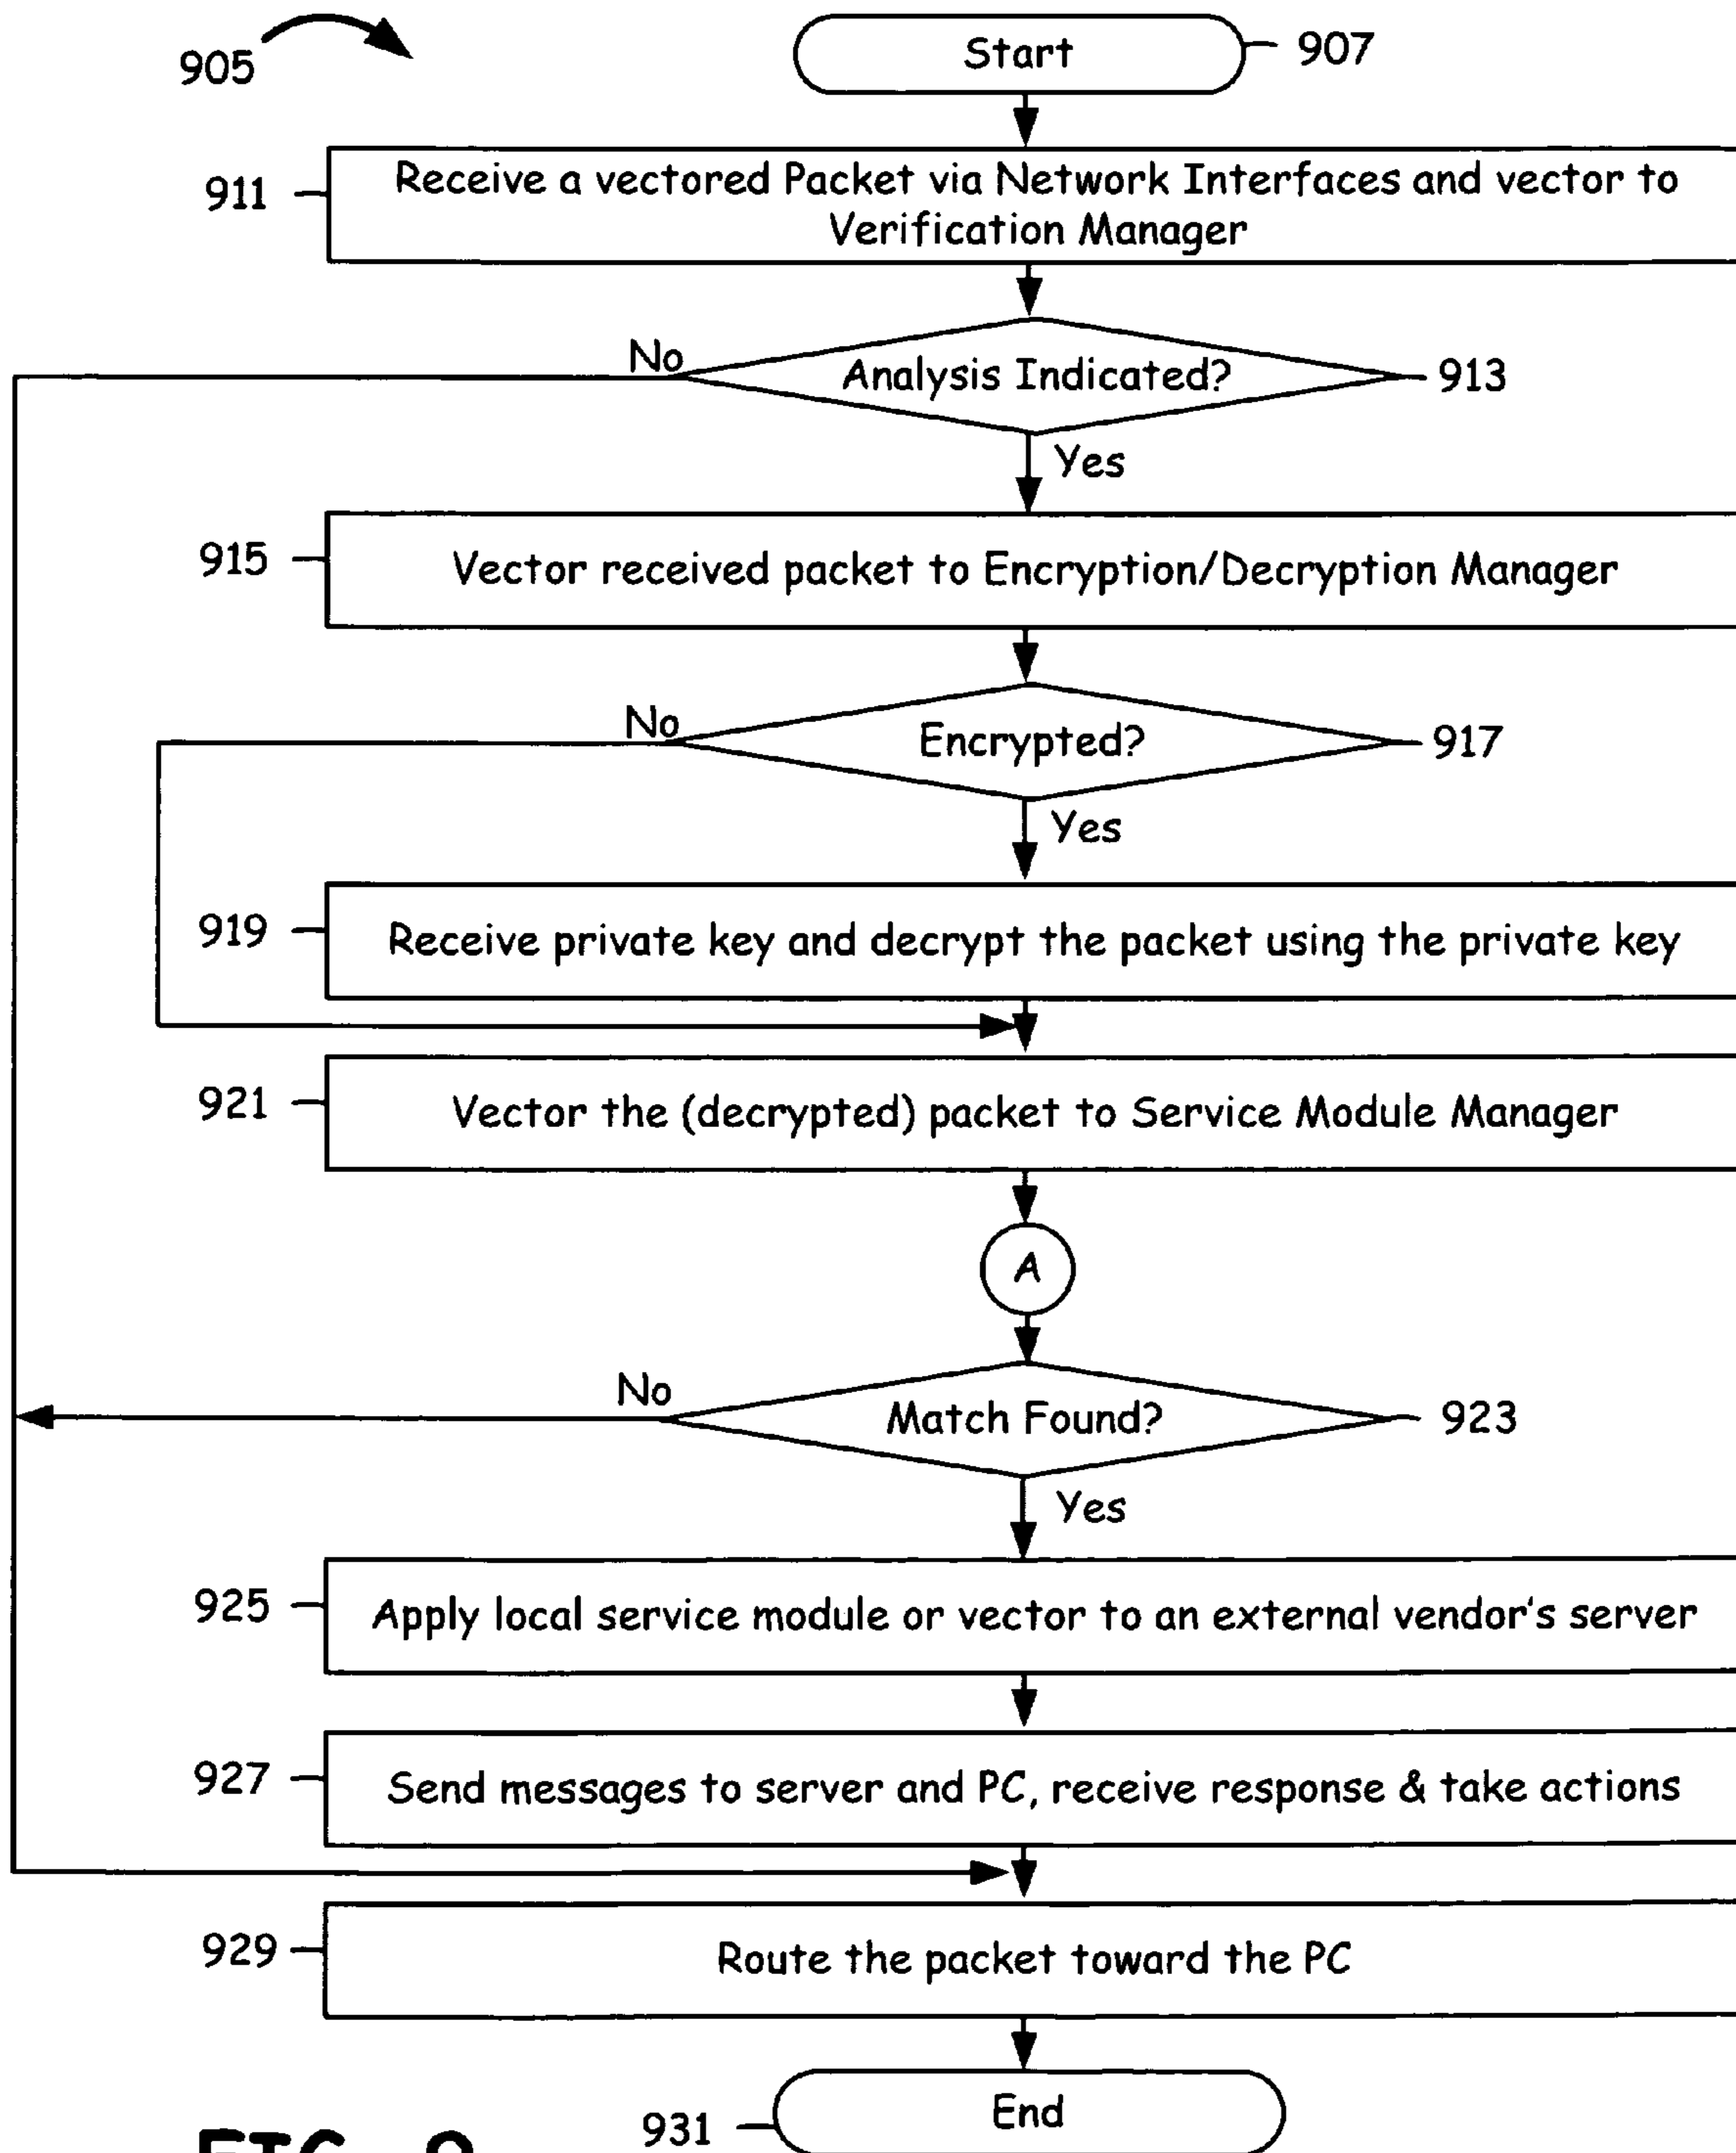 905
Start
907
911
Receive a vectored Packet via Network Interfaces and vector to
Verification Manager
No
Analysis Indicated?
913
Yes
915
Vector received packet to Encryption/Decryption Manager
No
Encrypted?
917
Yes
919
Receive private key and decrypt the packet using the private key
921
Vector the (decrypted) packet to Service Module Manager
A
No
Match Found?
923
Yes
925
Apply local service module or vector to an external vendor's server
927
Send messages to server and PC, receive response & take actions
929
Route the packet toward the PC
End
931
FIG. 9